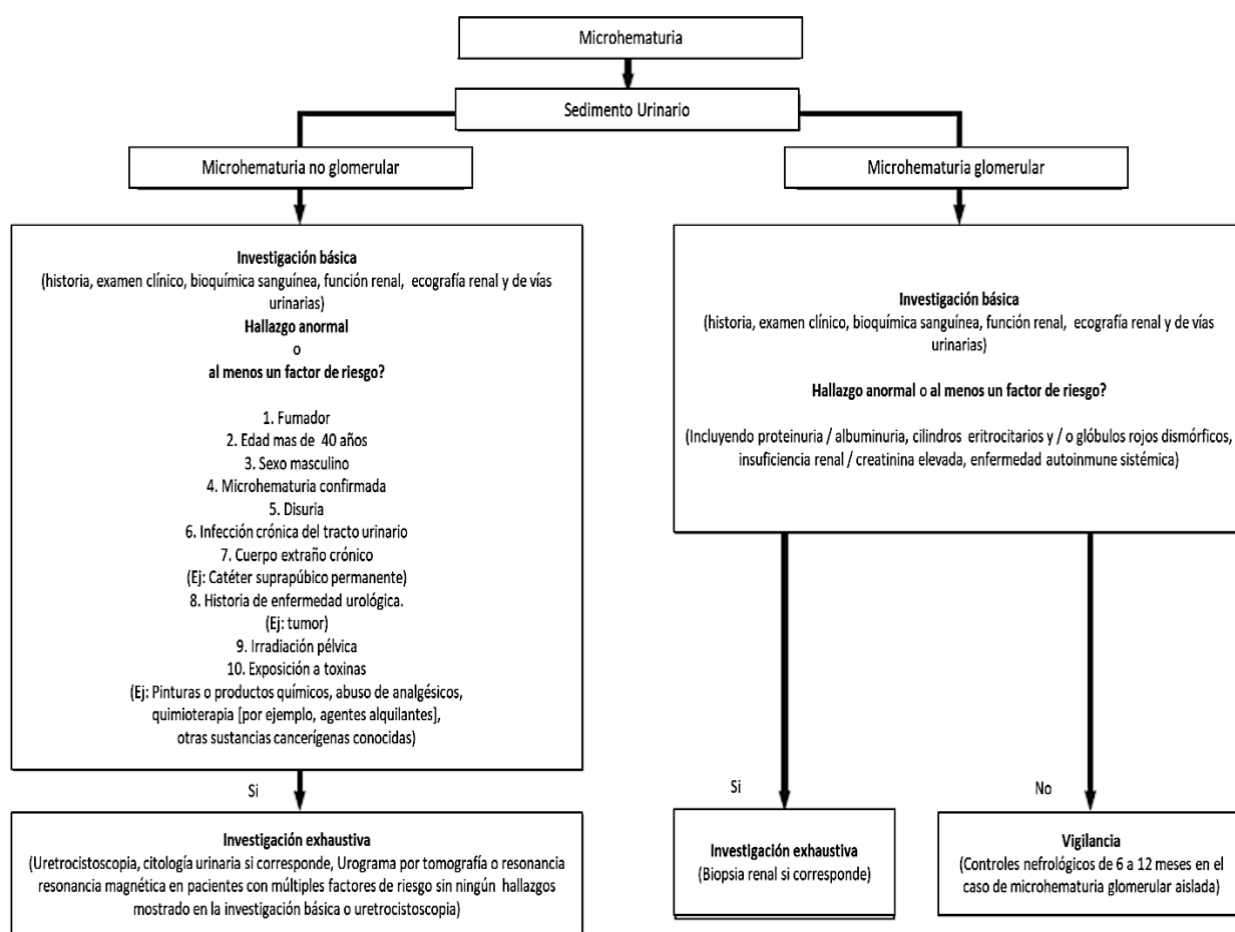 Microhematuria
Sedimento Urinario
Microhematuria no glomerular
Microhematuria glomerular
Investigación básica
(historia, examen clínico, bioquímica sanguínea, función renal, ecografía renal y de vías
urinarias)
Hallazgo anormal
o
al menos un factor de riesgo?
1. Fumador
2. Edad mas de 40 años
3. Sexo masculino
4. Microhematuria confirmada
5. Disuria
6. Infección crónica del tracto urinario
7. Cuerpo extraño crónico
(Ej: Catéter suprapúbico permanente)
8. Historia de enfermedad urológica.
(Ej: tumor)
9. Irradiación pélvica
10. Exposición a toxinas
(Ej: Pinturas o productos químicos, abuso de analgésicos,
quimioterapia [por ejemplo, agentes alquilantes],
otras sustancias cancerígenas conocidas)
Si
Investigación exhaustiva
(Uretrocistoscopia, citología urinaria si corresponde, Urograma por tomografía o resonancia
resonancia magnética en pacientes con múltiples factores de riesgo sin ningún hallazgos
mostrado en la investigación básica o uretrocistoscopia)
Investigación básica
(historia, examen clínico, bioquímica sanguínea, función renal, ecografía renal y de vías
urinarias)
Hallazgo anormal o al menos un factor de riesgo?
(Incluyendo proteinuria / albuminuria, cilindros eritrocitarios y / o glóbulos rojos dismórficos,
insuficiencia renal / creatinina elevada, enfermedad autoinmune sistémica)
Si
No
Investigación exhaustiva
(Biopsia renal si corresponde)
Vigilancia
(Controles nefrológicos de 6 a 12 meses en el
caso de microhematuria glomerular aislada)